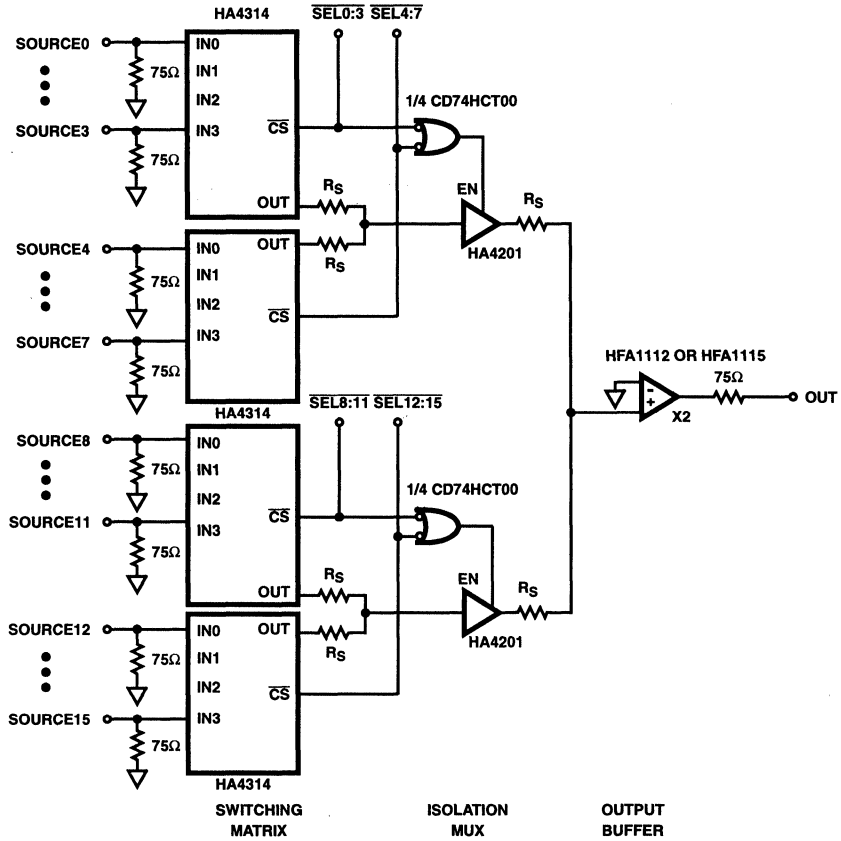 HA4314
SEL0:3 SEL4:7
SOURCE0
75Ω
IN0
IN1
IN2
1/4 CD74HCT00
SOURCE3
75Ω
IN3
CS
OUT
RS
EN
RS
HA4201
SOURCE4
75Ω
IN0
IN1
IN2
OUT
RS
CS
SOURCE7
75Ω
IN3
HA4314
HFA1112 OR HFA1115
75Ω
-
+
X2
OUT
SEL8:11 SEL12:15
SOURCE8
75Ω
IN0
IN1
IN2
1/4 CD74HCT00
SOURCE11
75Ω
IN3
CS
OUT
RS
EN
RS
HA4201
SOURCE12
75Ω
IN0
IN1
IN2
OUT
RS
CS
SOURCE15
75Ω
IN3
HA4314
SWITCHING
MATRIX
ISOLATION
MUX
OUTPUT
BUFFER